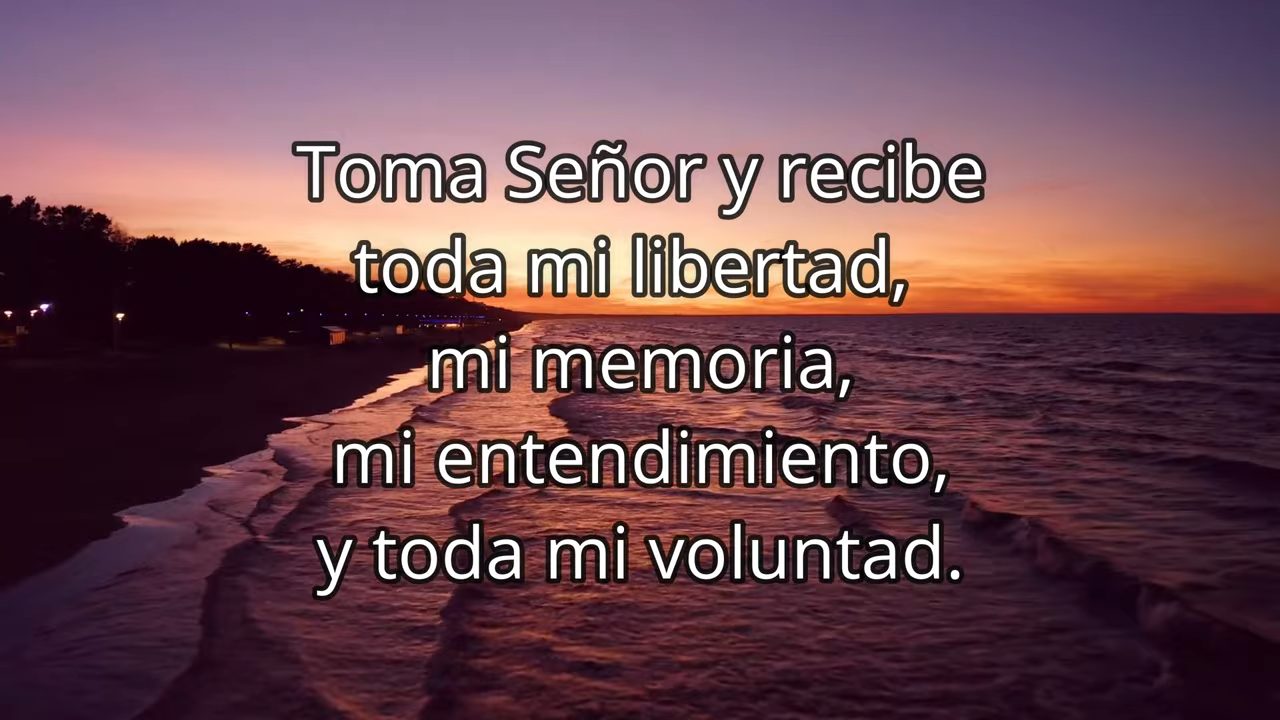 Toma Señor y recibe
toda mi libertad,
mi memoria,
mi entendimiento,
y toda mi voluntad.